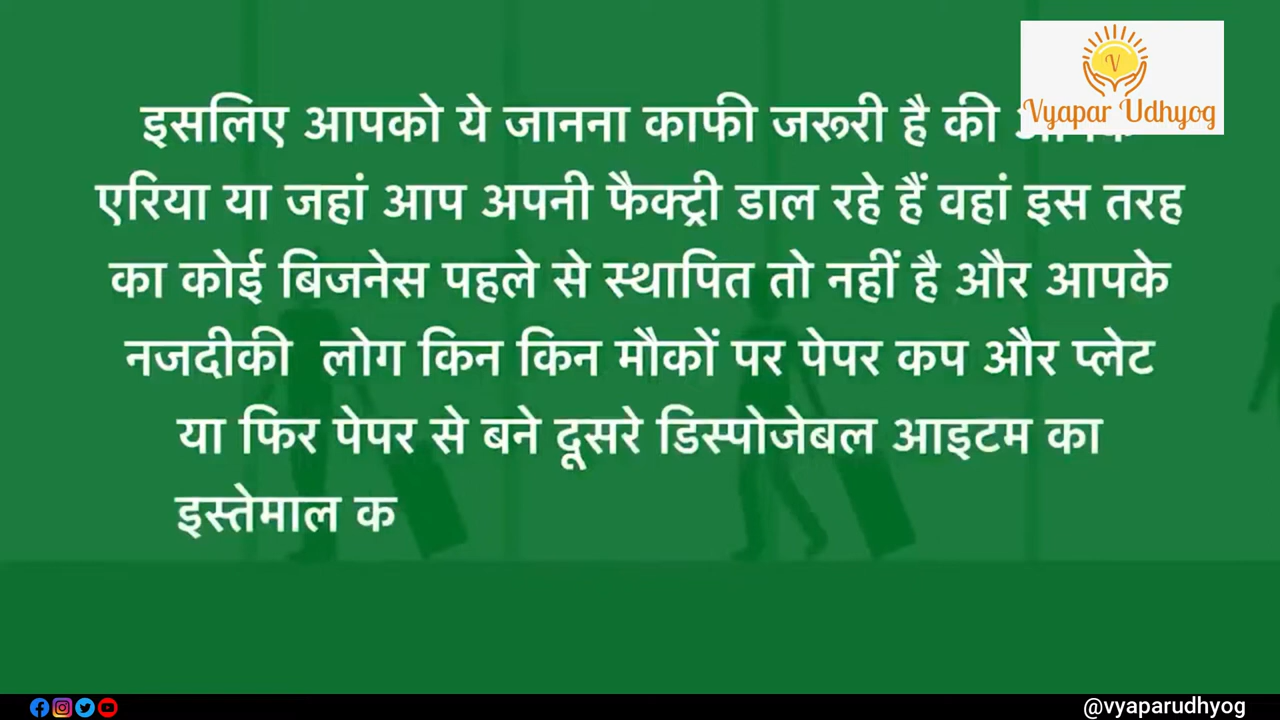 Vyapar Udhyog
इसलिए आपको ये जानना काफी जरूरी है की
एरिया या जहां आप अपनी फैक्ट्री डाल रहे हैं वहां इस तरह
का कोई बिजनेस पहले से स्थापित तो नहीं है और आपके
नजदीकी लोग किन किन मौकों पर पेपर कप और प्लेट
या फिर पेपर से बने दूसरे डिस्पोजेबल आइटम का
इस्तेमाल क
@vyaparudhyog